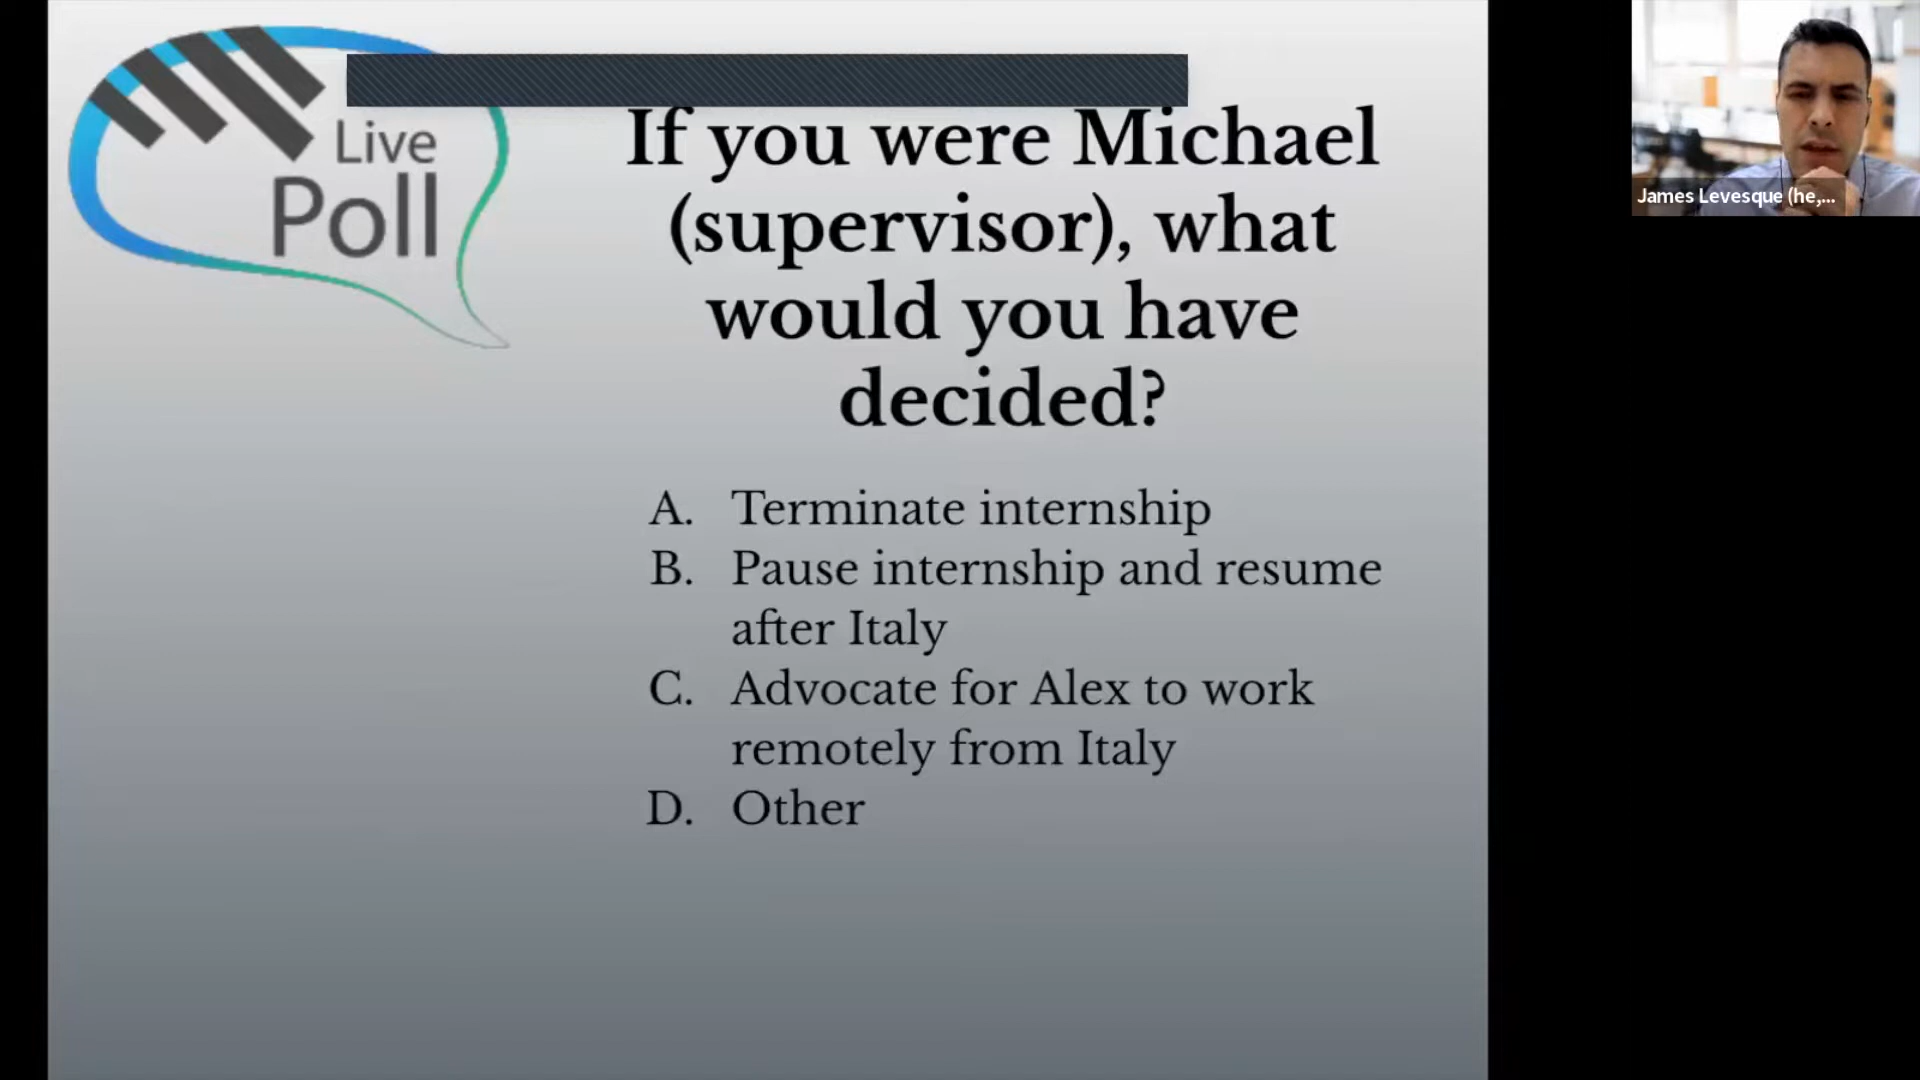 Live
Poll
If you were Michael
(supervisor), what
would you have
decided?
A. Terminate internship
B. Pause internship and resume
after Italy
C. Advocate for Alex to work
remotely from Italy
D. Other
James Levesque (he,...